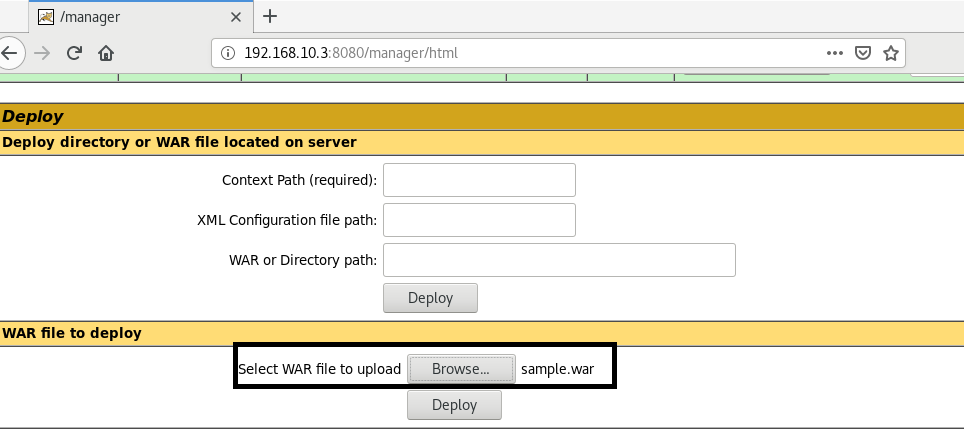 /manager
192.168.10.3:8080/manager/html
Deploy
Deploy directory or WAR file located on server
Context Path (required):
XML Configuration file path:
WAR or Directory path:
Deploy
WAR file to deploy
Select WAR file to upload Browse... sample.war
Deploy